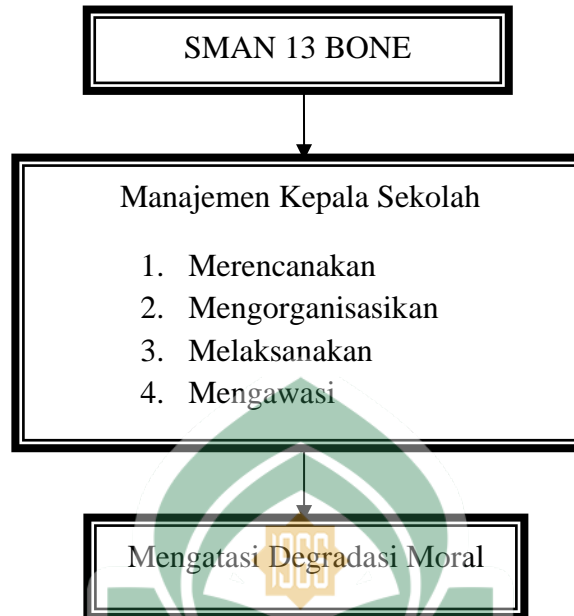 SMAN 13 BONE
Manajemen Kepala Sekolah
1. Merencanakan
2. Mengorganisasikan
3. Melaksanakan
4. Mengawasi
Mengatasi Degradasi Moral